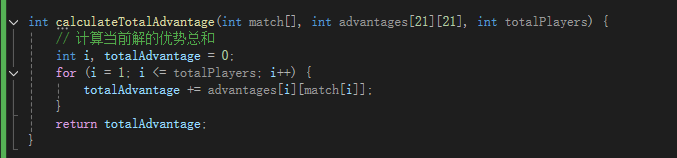 int calculateTotalAdvantage(int match[], int advantages[21][21], int totalPlayers) {
    // 计算当前解的优势总和
    int i, totalAdvantage = 0;
    for (i = 1; i <= totalPlayers; i++) {
        totalAdvantage += advantages[i][match[i]];
    }
    return totalAdvantage;
}